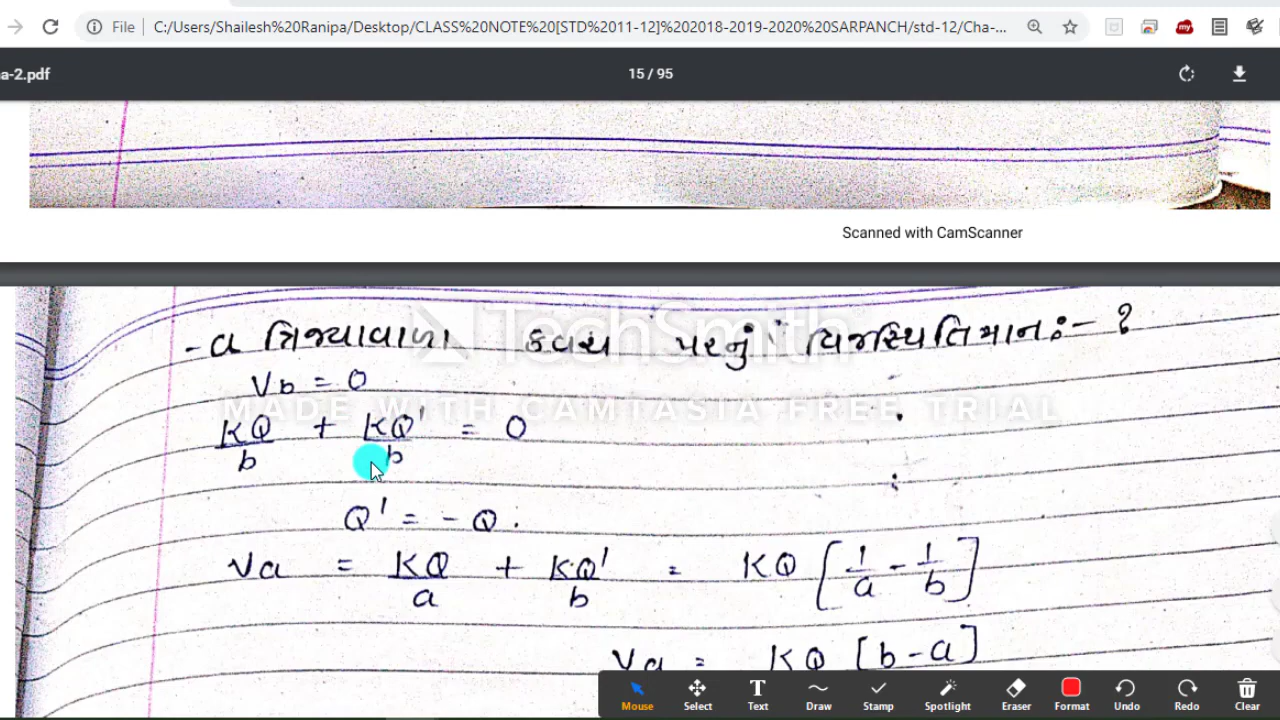 File C:/Users/Shailesh%20Ranipa/Desktop/CLASS%20NOTE%20[STD%2011-12]%202018-2019-2020%20SARPANCH/std-12/Cha-...
a-2.pdf
15 / 95
Scanned with CamScanner
TechSmith
- a ત્રિજ્યાવાળા કવચ પરનું વિજસ્થિતિમાનઃ- ?
Vb = 0
MADE WITH CAMTASIA FREE TRIAL
KQ/b + KQ'/b = 0
Q' = - Q.
Va = KQ/a + KQ'/b = KQ [1/a - 1/b]
Va = KQ [b-a]
my
Mouse Select Text Draw Stamp Spotlight Eraser Format Undo Redo Clear